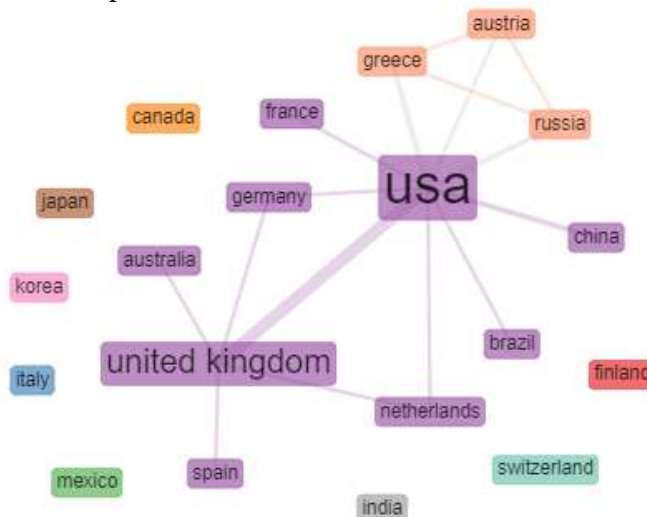 austria
greece
france
canada
russia
usa
germany
japan
china
australia
korea
brazil
united kingdom
finland
italy
netherlands
switzerland
spain
mexico
india